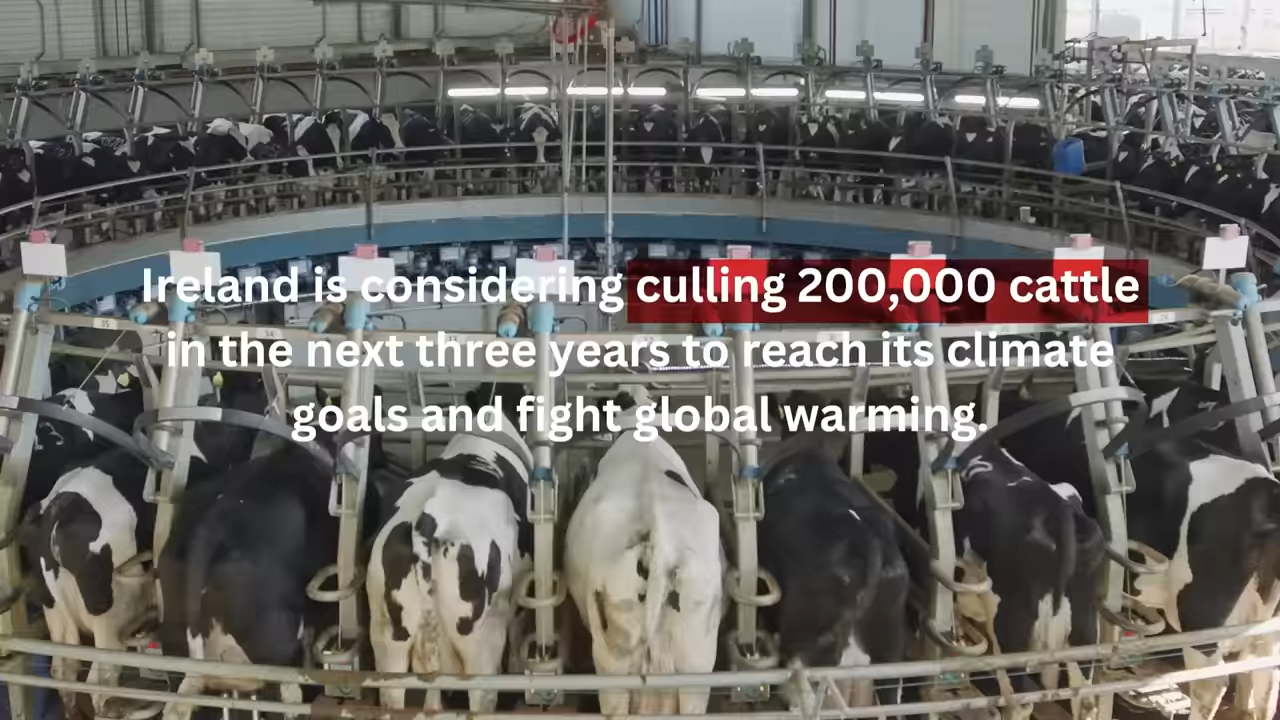 Ireland is considering culling 200,000 cattle
in the next three years to reach its climate
goals and fight global warming.